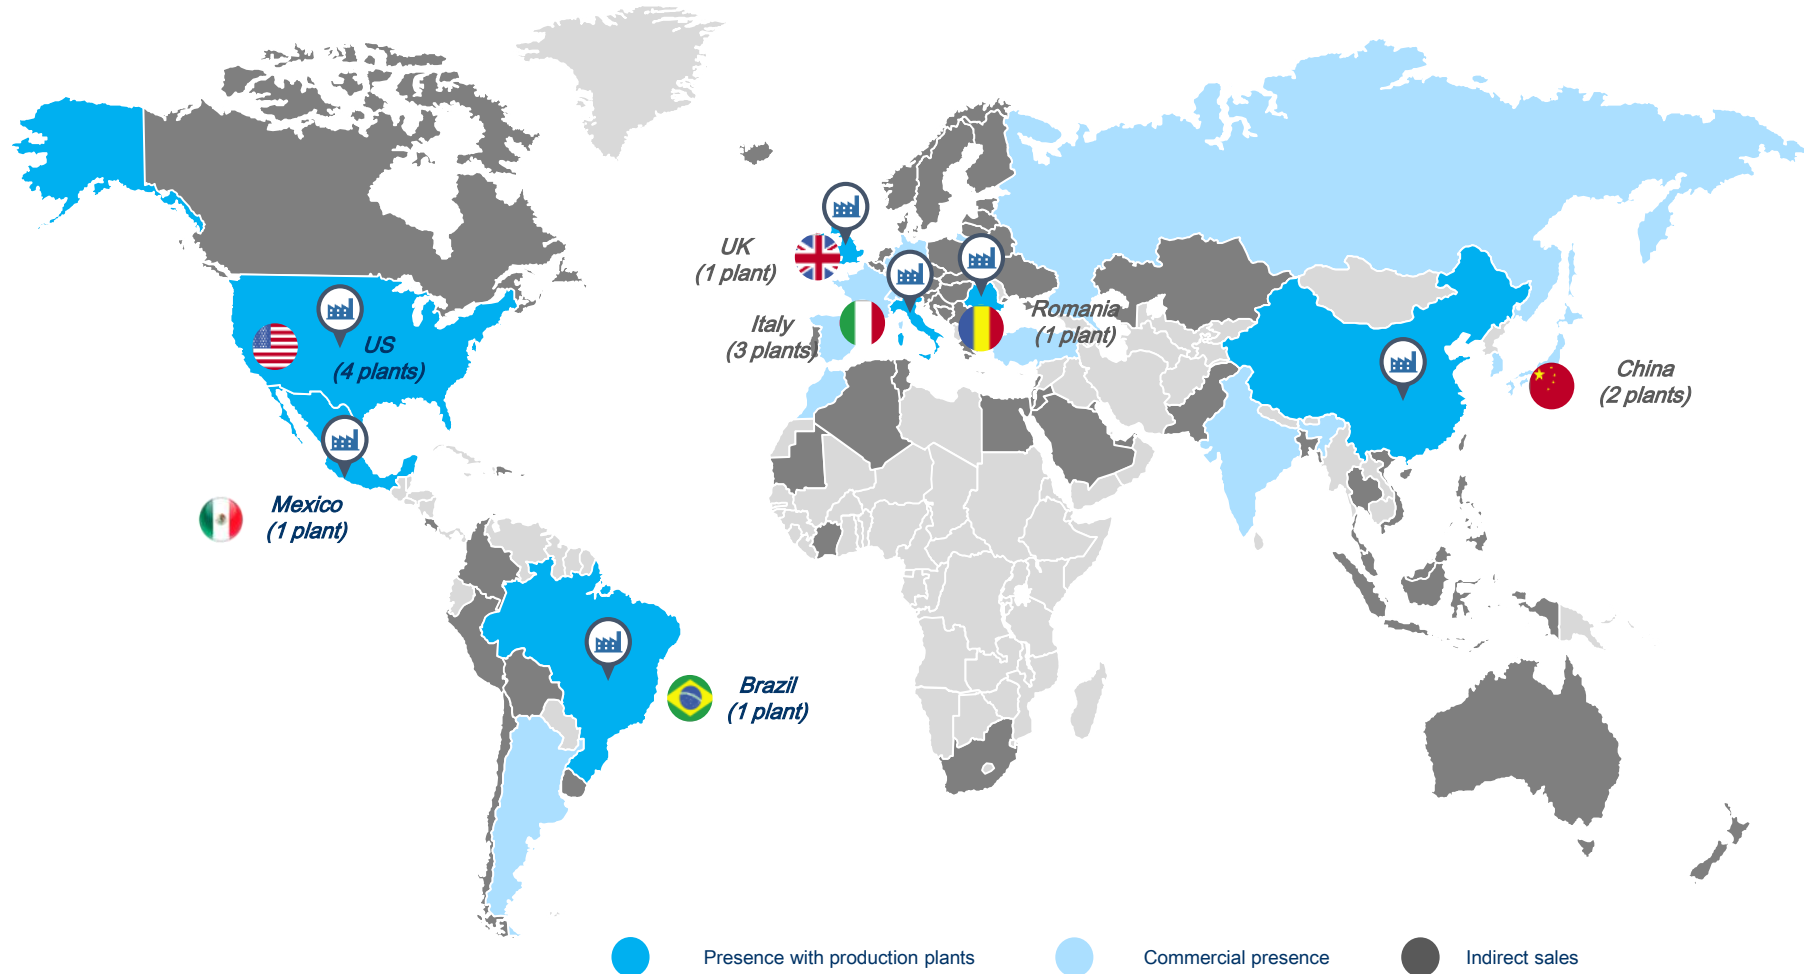 UK
(1 plant)
Italy
(3 plants)
Romania
(1 plant)
US
(4 plants)
China
(2 plants)
Mexico
(1 plant)
Brazil
(1 plant)
Presence with production plants
Commercial presence
Indirect sales